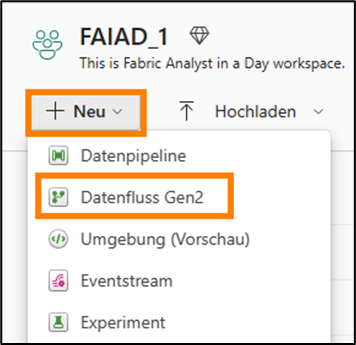 FAIAD_1
This is Fabric Analyst in a Day workspace.
+ Neu Hochladen
Datenpipeline
Datenfluss Gen2
Umgebung (Vorschau)
Eventstream
Experiment